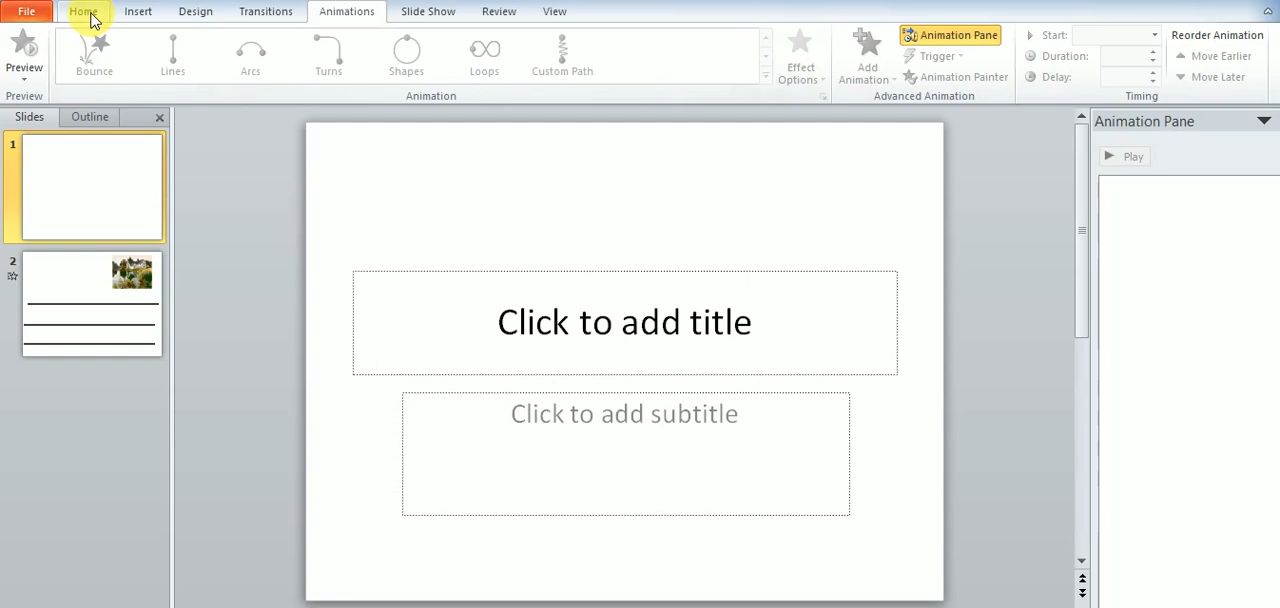 File Home Insert Design Transitions Animations Slide Show Review View
Preview
Bounce Lines Arcs Turns Shapes Loops Custom Path
Effect Options
Add Animation
Animation Pane
Trigger
Animation Painter
Start:
Duration:
Delay:
Reorder Animation
Move Earlier
Move Later
Preview Animation Advanced Animation Timing
Slides Outline
Animation Pane
Play
1
2
Click to add title
Click to add subtitle